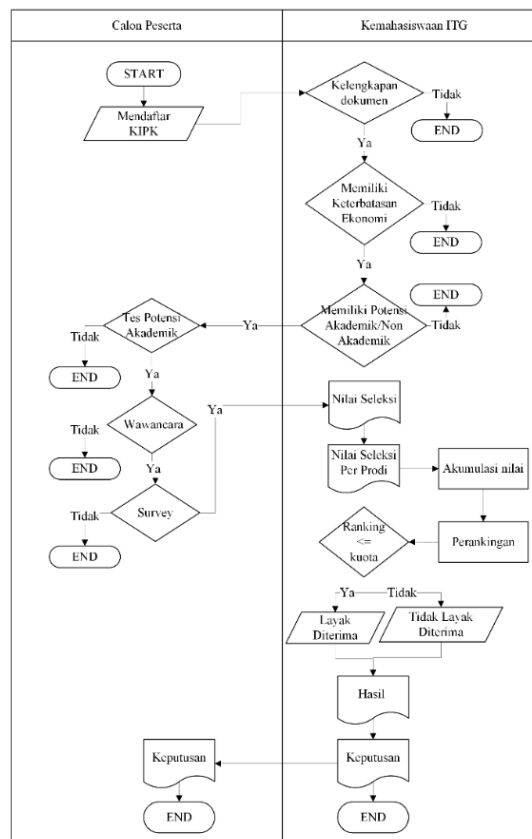 Calon Peserta
Kemahasiswaan ITG
START
Mendaftar
KIPK
Kelengkapan
dokumen
Tidak
END
Ya
Memiliki
Keterbatasan
Ekonomi
Tidak
END
Ya
END
Memiliki Potensi
Akademik/Non
Akademik
Tidak
Ya
Tes Potensi
Akademik
Tidak
END
Ya
Wawancara
Tidak
END
Ya
Survey
Tidak
END
Ya
Nilai Seleksi
Nilai Seleksi
Per Prodi
Akumulasi nilai
Perankingan
Ranking
<=
kuota
Ya
Tidak
Layak
Diterima
Tidak Layak
Diterima
Hasil
Keputusan
Keputusan
END
END